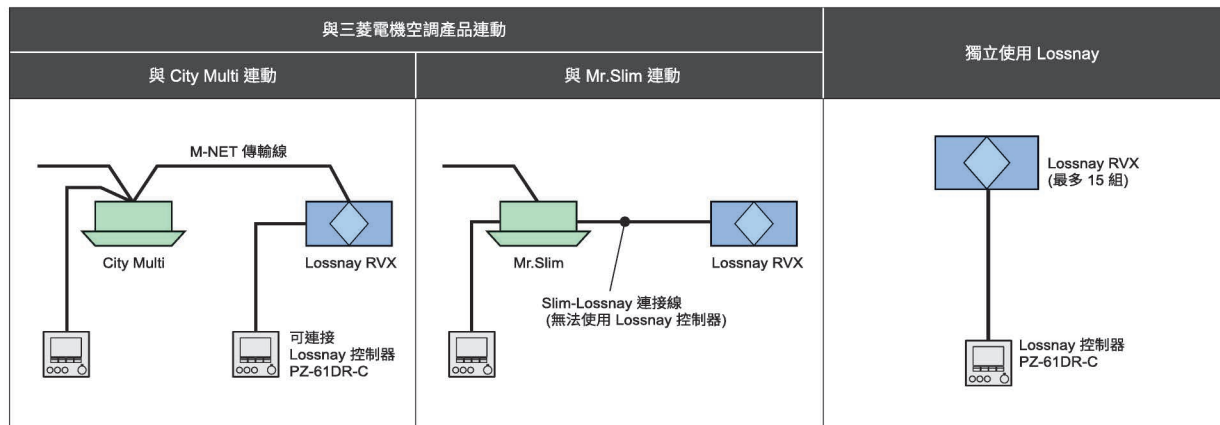 與三菱電機空調產品連動
獨立使用 Lossnay
與 City Multi 連動
與 Mr.Slim 連動
M-NET 傳輸線
City Multi
Lossnay RVX
可連接
Lossnay 控制器
PZ-61DR-C
Mr.Slim
Lossnay RVX
Slim-Lossnay 連接線
(無法使用 Lossnay 控制器)
Lossnay RVX
(最多 15 組)
Lossnay 控制器
PZ-61DR-C